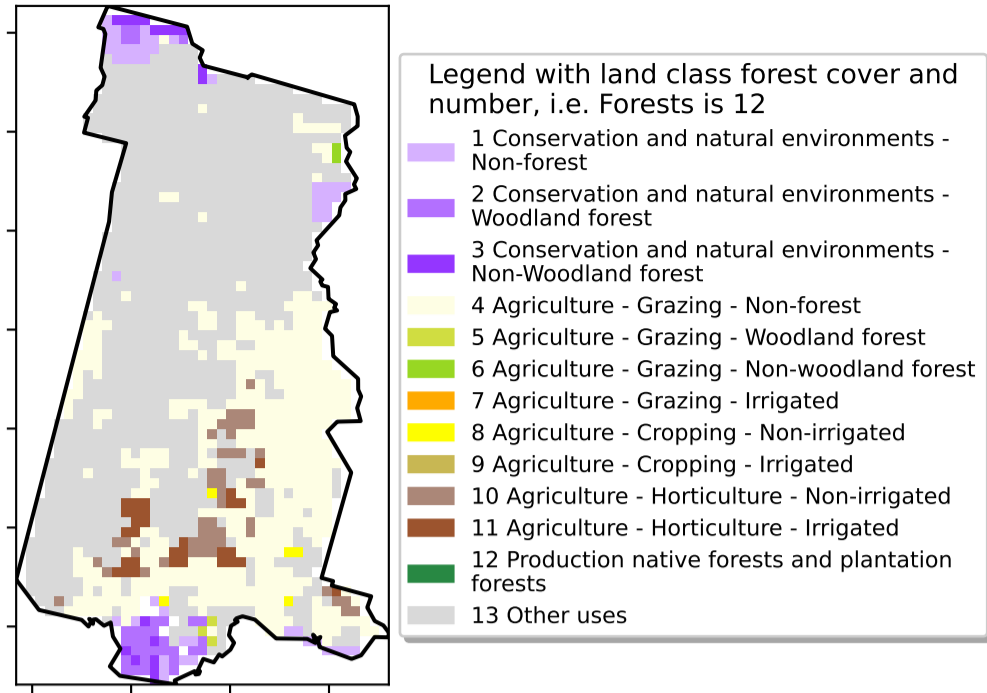 Legend with land class forest cover and
number, i.e. Forests is 12
1 Conservation and natural environments -
Non-forest
2 Conservation and natural environments -
Woodland forest
3 Conservation and natural environments -
Non-Woodland forest
4 Agriculture - Grazing - Non-forest
5 Agriculture - Grazing - Woodland forest
6 Agriculture - Grazing - Non-woodland forest
7 Agriculture - Grazing - Irrigated
8 Agriculture - Cropping - Non-irrigated
9 Agriculture - Cropping - Irrigated
10 Agriculture - Horticulture - Non-irrigated
11 Agriculture - Horticulture - Irrigated
12 Production native forests and plantation
forests
13 Other uses